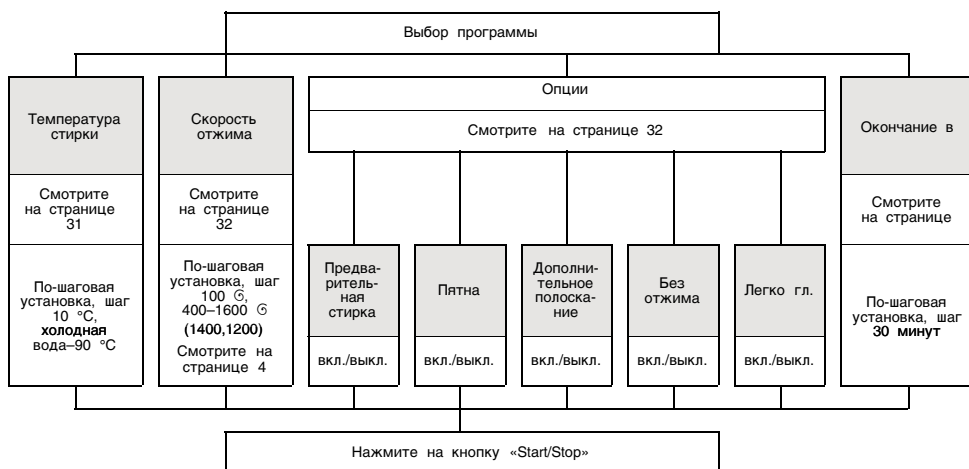 Выбор программы
Температура
стирки
Смотрите
на странице
31
По-шаговая
установка, шаг
10 °C,
холодная
вода–90 °C
Скорость
отжима
Смотрите
на странице
32
По-шаговая
установка, шаг
100 ,
400–1600 
(1400,1200)
Смотрите на
странице 4
Опции
Смотрите на странице 32
Предва-
ритель-
ная
стирка
вкл./выкл.
Пятна
вкл./выкл.
Дополни-
тельное
полоска-
ние
вкл./выкл.
Без
отжима
вкл./выкл.
Легко гл.
вкл./выкл.
Окончание в
Смотрите
на странице
По-шаговая
установка, шаг
30 минут
Нажмите на кнопку «Start/Stop»